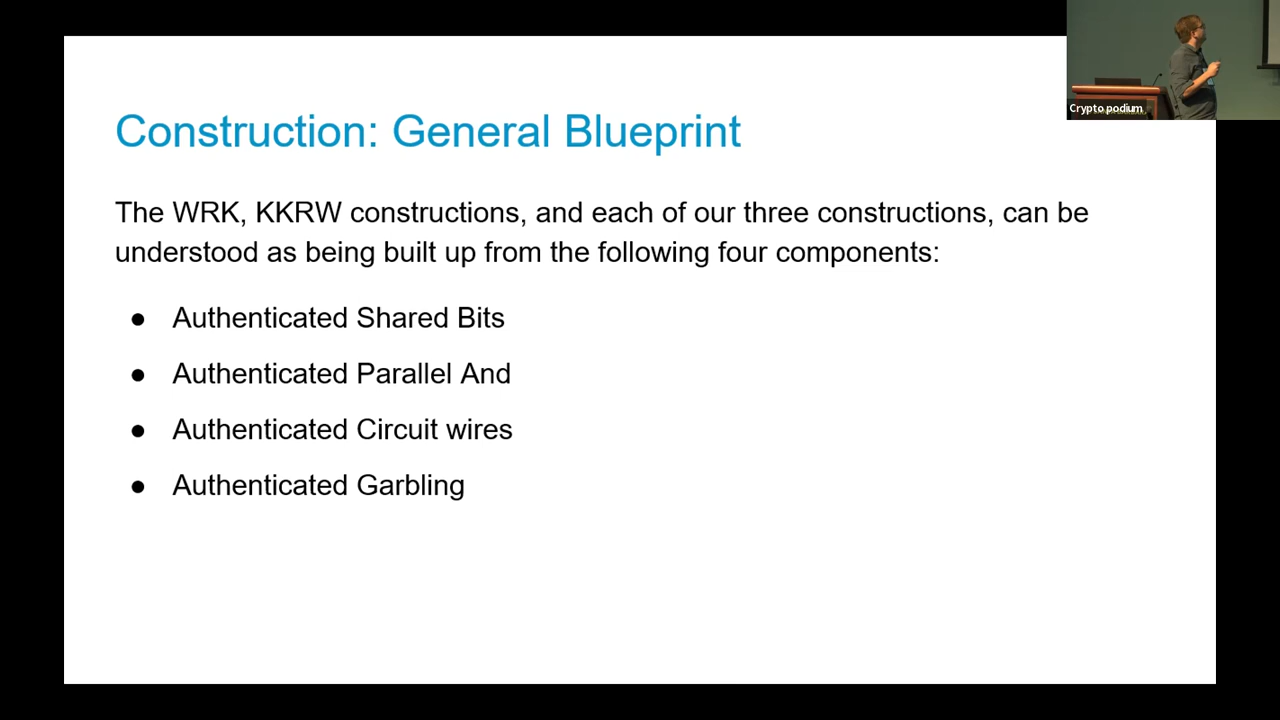 Crypto podium
Construction: General Blueprint
The WRK, KKRW constructions, and each of our three constructions, can be
understood as being built up from the following four components:
● Authenticated Shared Bits
● Authenticated Parallel And
● Authenticated Circuit wires
● Authenticated Garbling